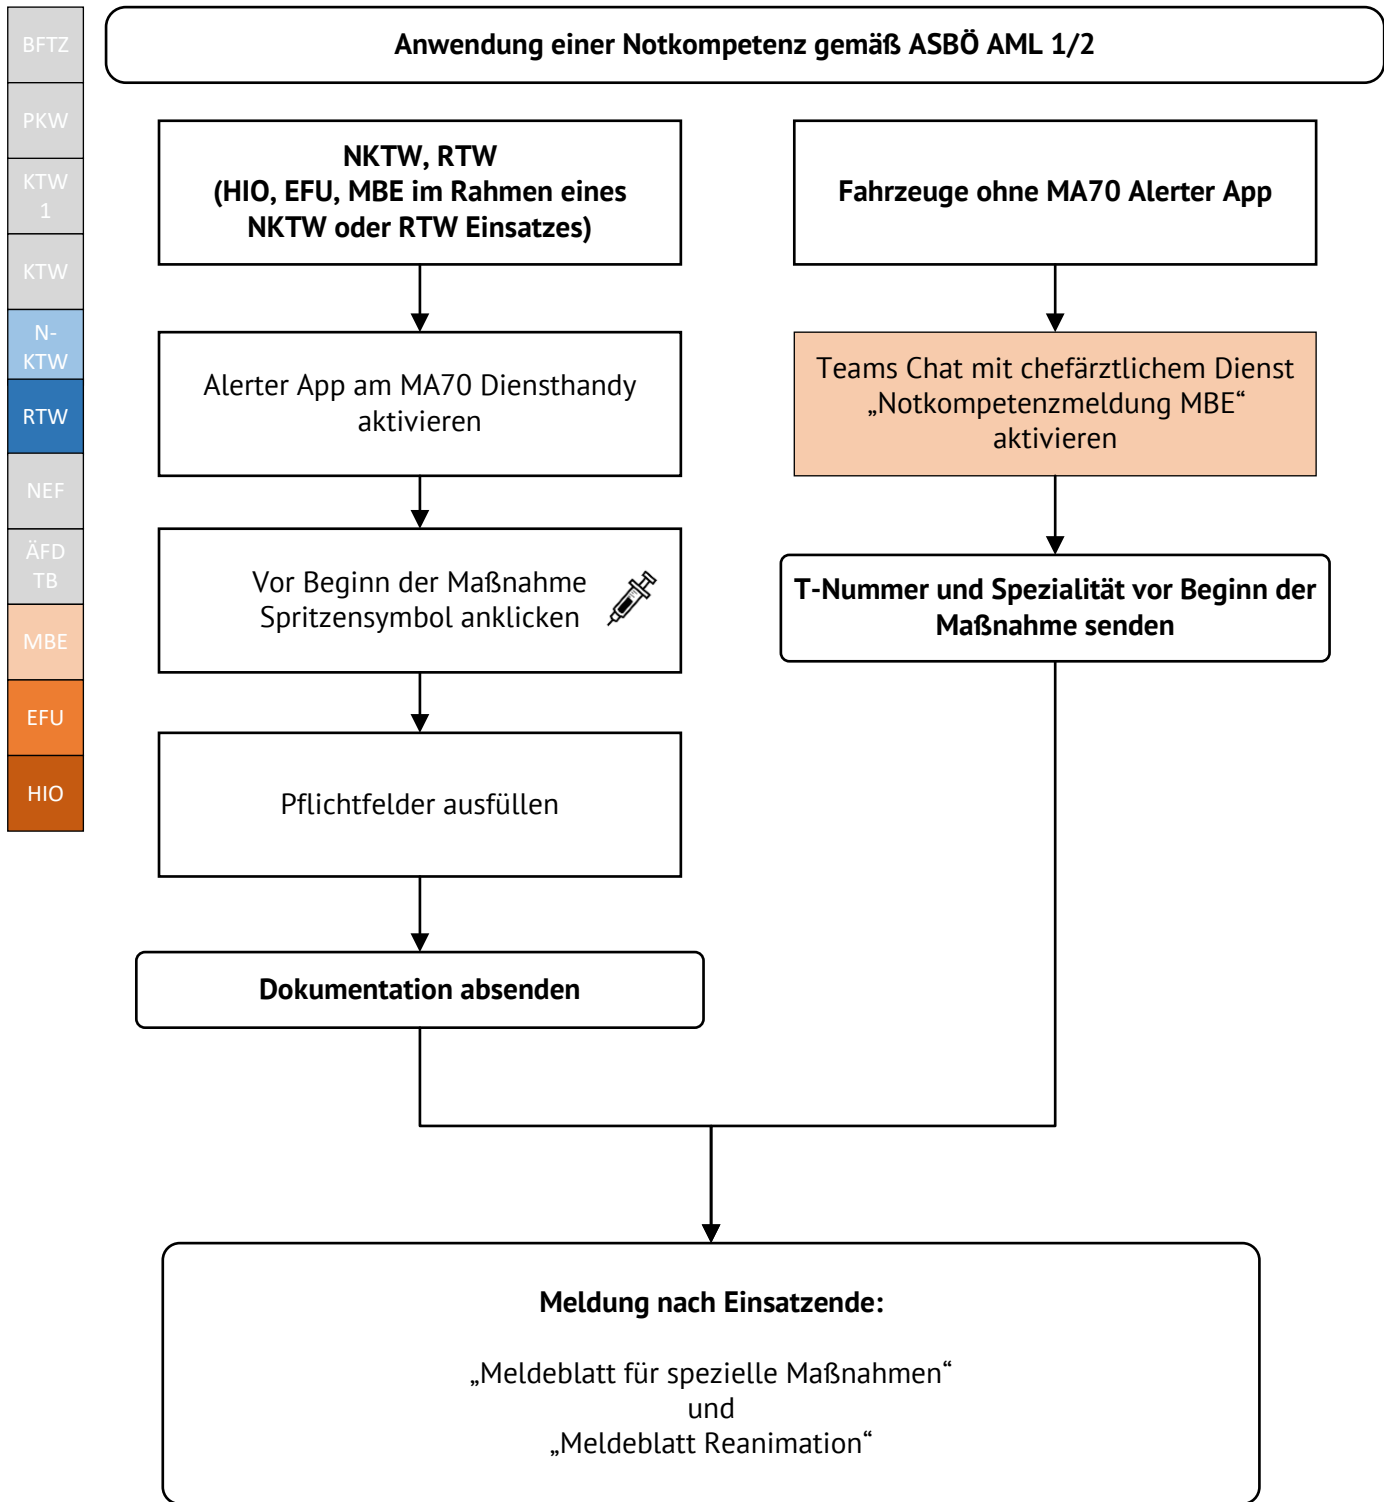 Anwendung einer Notkompetenz gemäß ASBÖ AML 1/2
BFTZ
PKW
KTW
1
KTW
N-
KTW
RTW
NEF
ÄFD
TB
MBE
EFU
HIO
NKTW, RTW
(HIO, EFU, MBE im Rahmen eines
NKTW oder RTW Einsatzes)
Alerter App am MA70 Diensthandy
aktivieren
Vor Beginn der Maßnahme
Spritzensymbol anklicken
Pflichtfelder ausfüllen
Dokumentation absenden
Fahrzeuge ohne MA70 Alerter App
Teams Chat mit chefärztlichem Dienst
„Notkompetenzmeldung MBE“
aktivieren
T-Nummer und Spezialität vor Beginn der
Maßnahme senden
Meldung nach Einsatzende:
„Meldeblatt für spezielle Maßnahmen“
und
„Meldeblatt Reanimation“